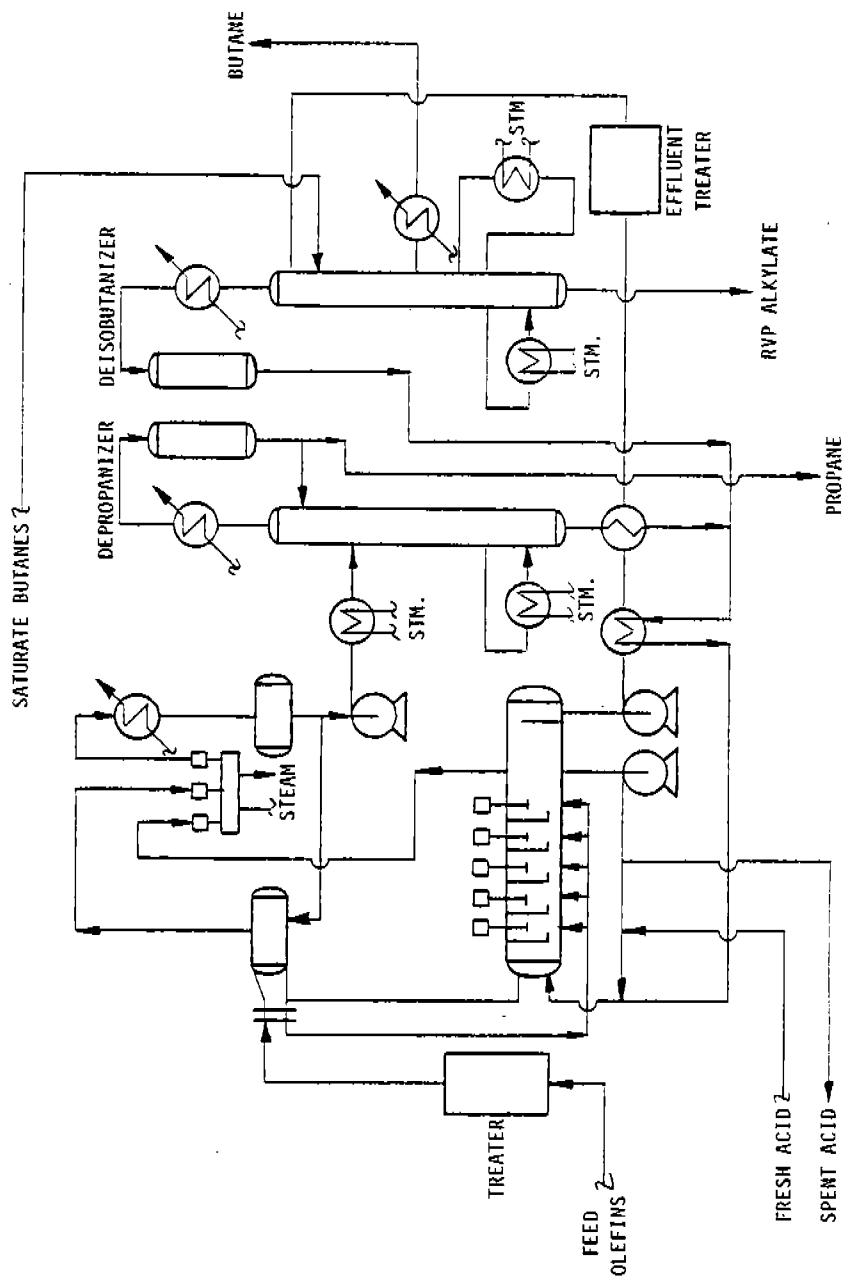 SATURATE BUTANES
DEPROPANIZER
DEISOBUTANIZER
BUTANE
STEAM
STM.
STM.
STM.
STM
EFFLUENT
TREATER
TREATER
FEED
OLEFINS
FRESH ACID
SPENT ACID
PROPANE
RVP ALKYLATE